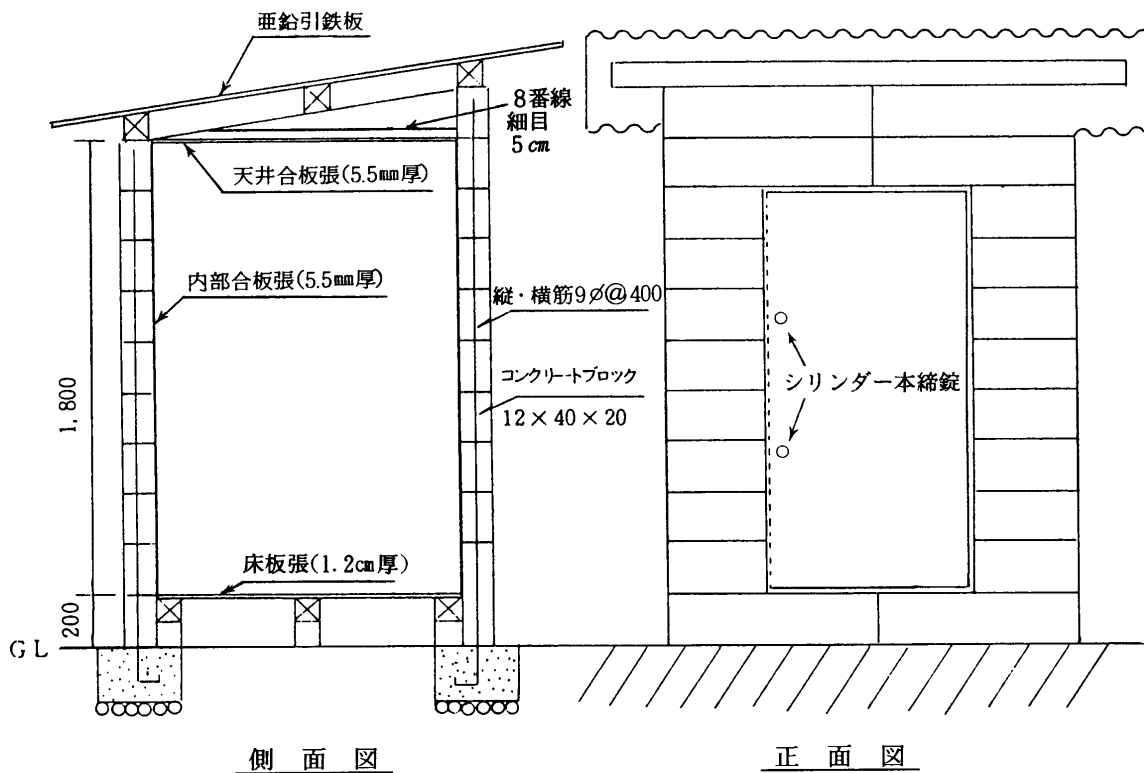 亜鉛引鉄板
8番線
細目
5cm
天井合板張(5.5mm厚)
内部合板張(5.5mm厚)
縦・横筋9∅@400
コンクリートブロック
12×40×20
シリンダー本締錠
1,800
床板張(1.2cm厚)
200
GL
側面図
正面図